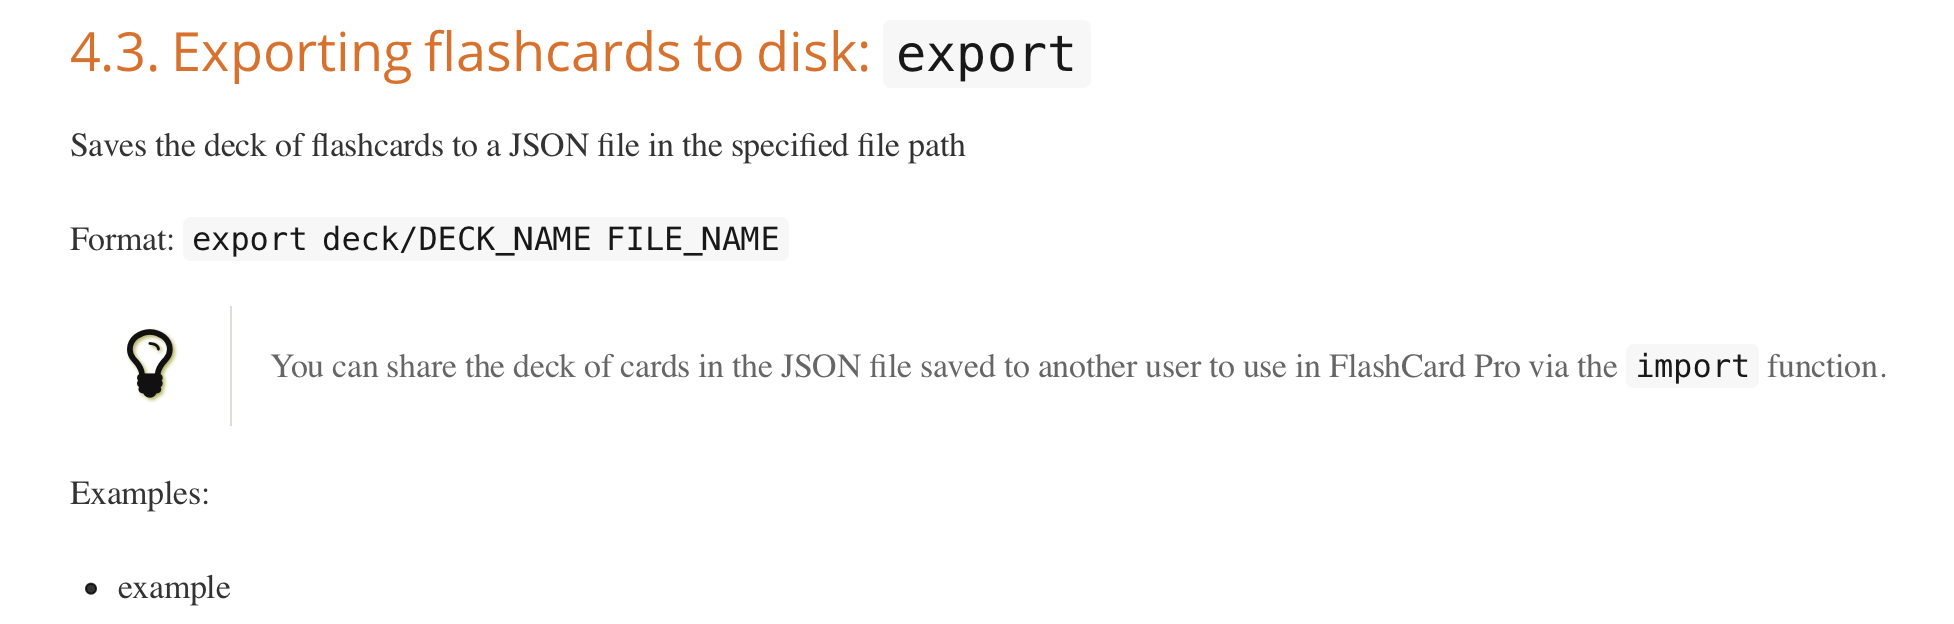 4.3. Exporting flashcards to disk: export
Saves the deck of flashcards to a JSON file in the specified file path
Format: export deck/DECK_NAME FILE_NAME
You can share the deck of cards in the JSON file saved to another user to use in FlashCard Pro via the import function.
Examples:
• example